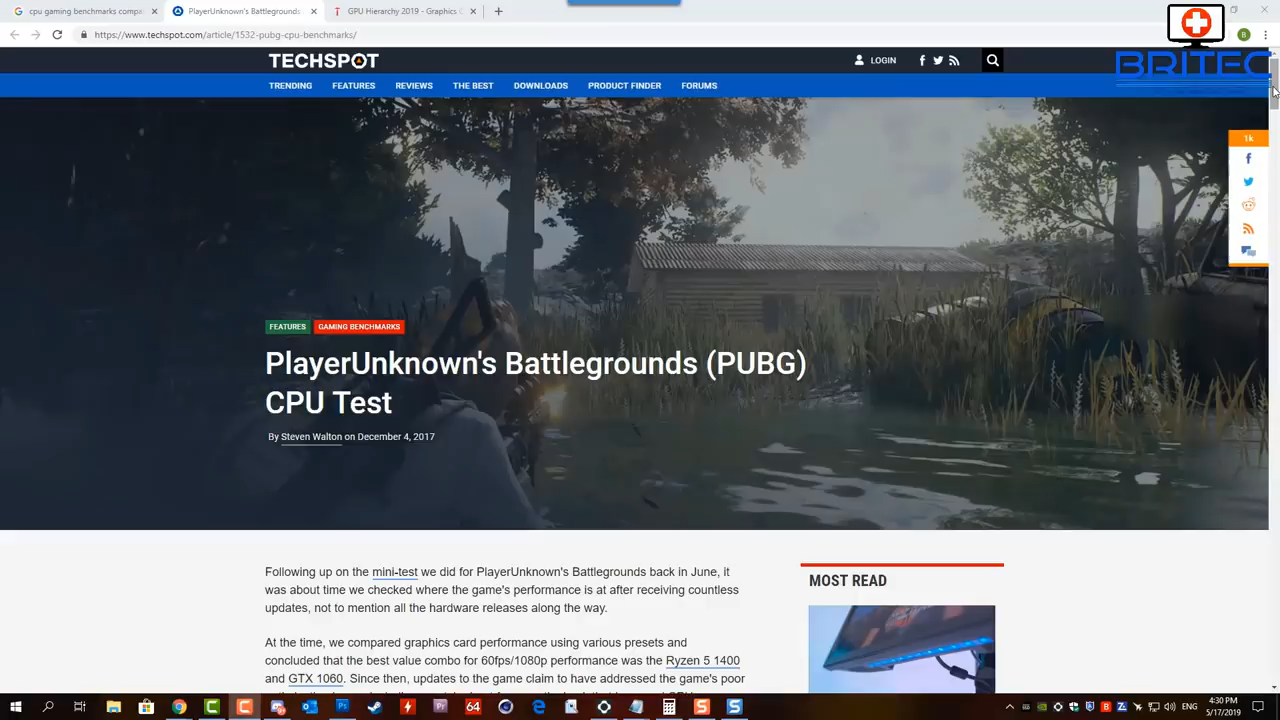 cpu gaming benchmarks compa
PlayerUnknown's Battlegrounds
GPU Hierarchy 2019 - Graphics C
https://www.techspot.com/article/1532-pubg-cpu-benchmarks/
B
BRITEC
TECHSPOT
LOGIN
TRENDING
FEATURES
REVIEWS
THE BEST
DOWNLOADS
PRODUCT FINDER
FORUMS
1k
FEATURES
GAMING BENCHMARKS
PlayerUnknown's Battlegrounds (PUBG)
CPU Test
By Steven Walton on December 4, 2017
Following up on the mini-test we did for PlayerUnknown's Battlegrounds back in June, it
was about time we checked where the game's performance is at after receiving countless
updates, not to mention all the hardware releases along the way.
At the time, we compared graphics card performance using various presets and
concluded that the best value combo for 60fps/1080p performance was the Ryzen 5 1400
and GTX 1060. Since then, updates to the game claim to have addressed the game's poor
MOST READ
64
4:30 PM
5/17/2019